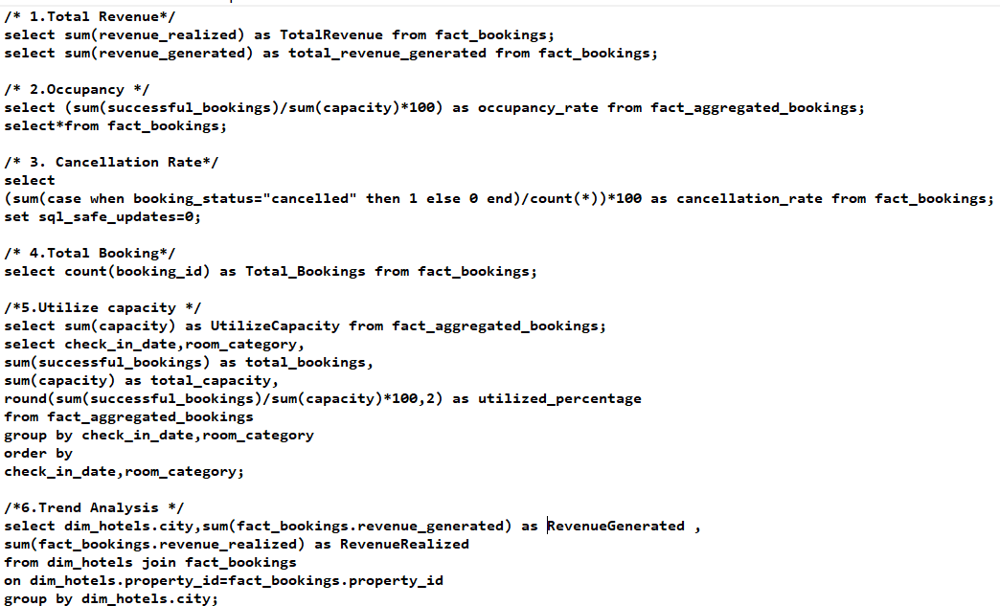 /* 1.Total Revenue*/
select sum(revenue_realized) as TotalRevenue from fact_bookings;
select sum(revenue_generated) as total_revenue_generated from fact_bookings;
/* 2.Occupancy */
select (sum(successful_bookings)/sum(capacity)*100) as occupancy_rate from fact_aggregated_bookings;
select*from fact_bookings;
/* 3. Cancellation Rate*/
select
(sum(case when booking_status="cancelled" then 1 else 0 end)/count(*))*100 as cancellation_rate from fact_bookings;
set sql_safe_updates=0;
/* 4.Total Booking*/
select count(booking_id) as Total_Bookings from fact_bookings;
/*5.Utilize capacity */
select sum(capacity) as UtilizeCapacity from fact_aggregated_bookings;
select check_in_date,room_category,
sum(successful_bookings) as total_bookings,
sum(capacity) as total_capacity,
round(sum(successful_bookings)/sum(capacity)*100,2) as utilized_percentage
from fact_aggregated_bookings
group by check_in_date,room_category
order by
check_in_date,room_category;
/*6.Trend Analysis */
select dim_hotels.city,sum(fact_bookings.revenue_generated) as RevenueGenerated ,
sum(fact_bookings.revenue_realized) as RevenueRealized
from dim_hotels join fact_bookings
on dim_hotels.property_id=fact_bookings.property_id
group by dim_hotels.city;